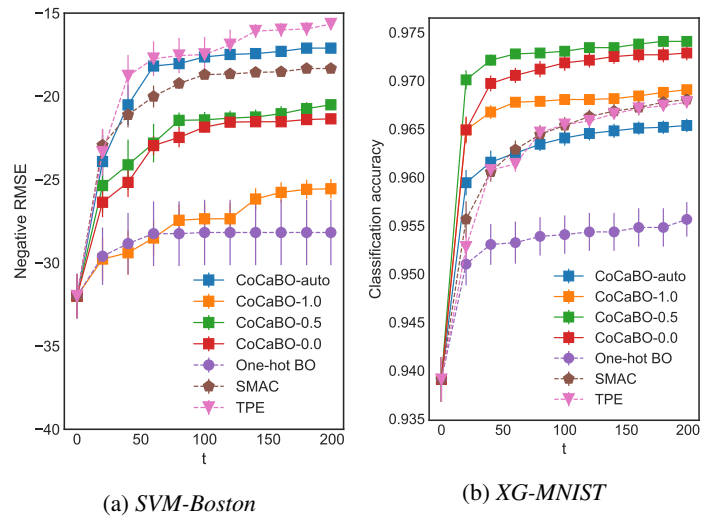 −15
−20
−25
−30
−35
−40
Negative RMSE
0
50
100
150
200
t
CoCaBO-auto
CoCaBO-1.0
CoCaBO-0.5
CoCaBO-0.0
One-hot BO
SMAC
TPE
(a) SVM-Boston
0.975
0.970
0.965
0.960
0.955
0.950
0.945
0.940
0.935
Classification accuracy
0
50
100
150
200
t
CoCaBO-auto
CoCaBO-1.0
CoCaBO-0.5
CoCaBO-0.0
One-hot BO
SMAC
TPE
(b) XG-MNIST